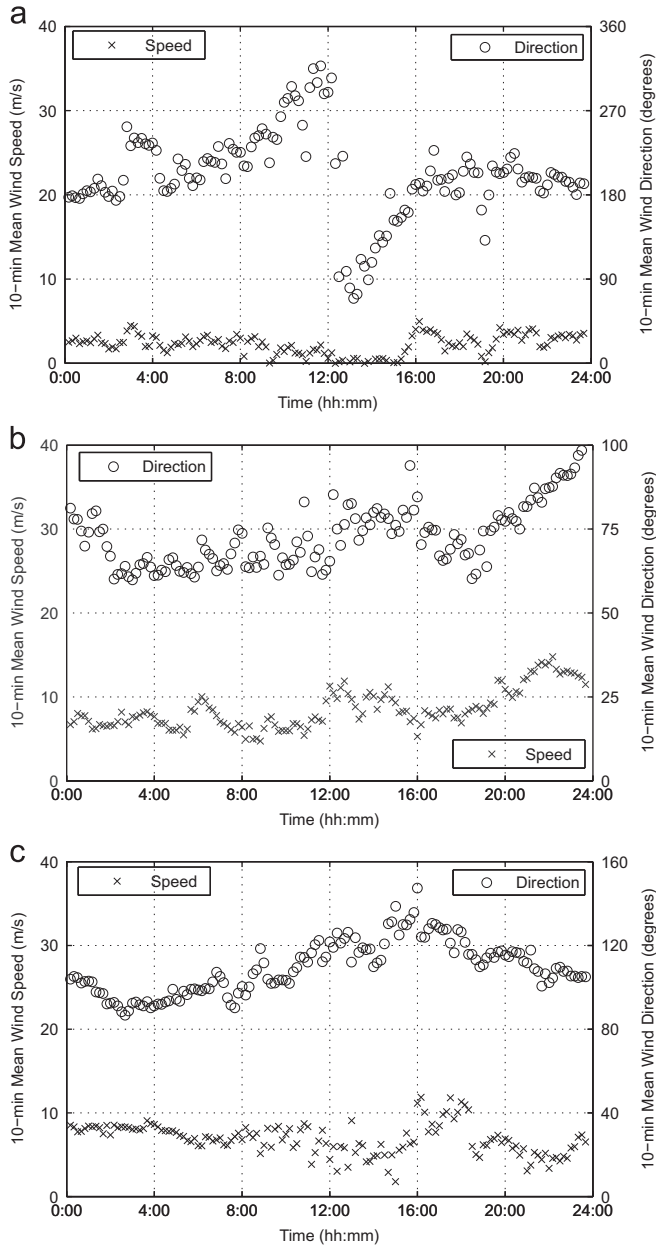 a
Speed
Direction
40
30
20
10
0
360
270
180
90
0
10−min Mean Wind Speed (m/s)
10−min Mean Wind Direction (degrees)
0:00 4:00 8:00 12:00 16:00 20:00 24:00
Time (hh:mm)
b
Direction
Speed
40
30
20
10
0
100
75
60
25
0
10−min Mean Wind Speed (m/s)
10−min Mean Wind Direction (degrees)
0:00 4:00 8:00 12:00 16:00 20:00 24:00
Time (hh:mm)
c
Speed
Direction
40
30
20
10
0
160
120
80
40
0
10−min Mean Wind Speed (m/s)
10−min Mean Wind Direction (degrees)
0:00 4:00 8:00 12:00 16:00 20:00 24:00
Time (hh:mm)